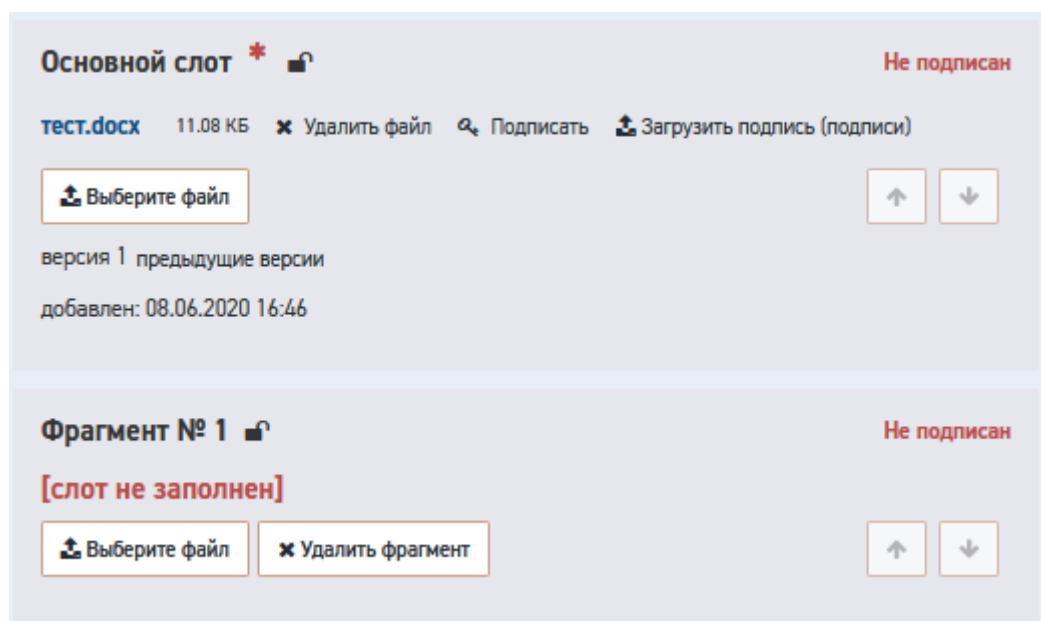 Основной слот * Не подписан
тест.docx 11.08 КБ Удалить файл Подписать Загрузить подпись (подписи)
Выберите файл
версия 1 предыдущие версии
добавлен: 08.06.2020 16:46
Фрагмент № 1 Не подписан
[слот не заполнен]
Выберите файл Удалить фрагмент